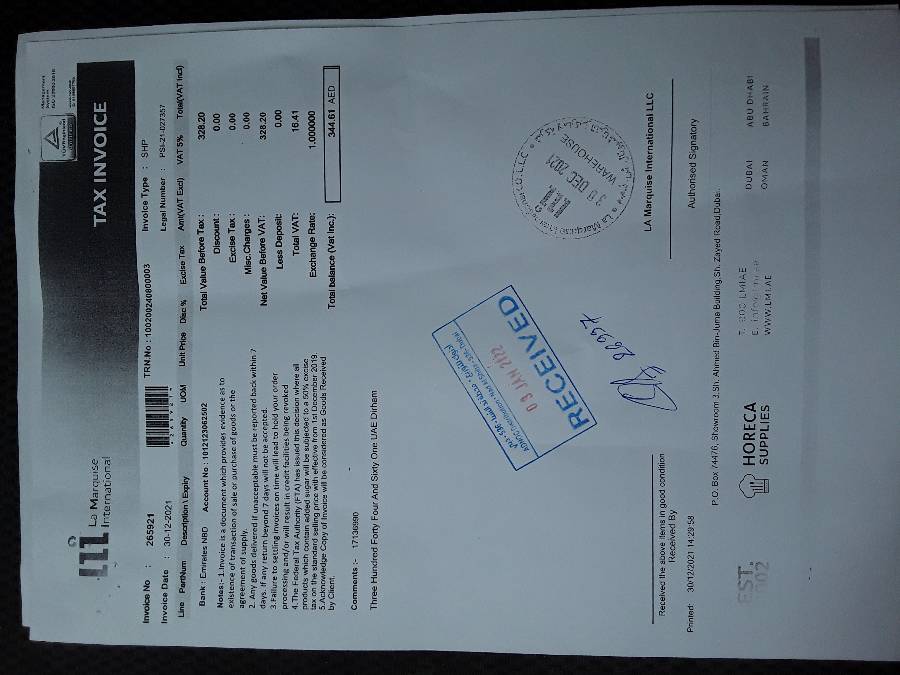 La Marquise
International
TÜVRheinland
CERTIFIED
Management
System
TAX INVOICE
Invoice No : 265921
TRN.No : 100200240800003
Invoice Type : SHP
Invoice Date : 30-12-2021
Legal Number : PSI-21-027357
Line PartNum Description \ Expiry Quantity UOM Unit Price Disc % Excise Tax Amt(VAT Excl) VAT 5% Total(VAT Incl)
Bank : Emirates NBD Account No : 1012123062502
Notes:- 1.Invoice is a document which provides evidence as to
existence of transaction of sale or purchase of goods or the
agreement of supply.
2. Any goods delivered if unacceptable must be reported back within 7
days. If any return beyond 7 days will not be accepted.
3.Failure to settling invoices on time will lead to hold your order
processing and/or will result in credit facilities being revoked
4.The Federal Tax Authority (FTA) has issued this decision where all
products which contain added sugar will be subjected to a 50% excise
tax on the standard selling price with effective from 1st December 2019.
5.Acknowledge Copy of Invoice will be considered as Goods Received
by Client.
Total Value Before Tax : 328.20
Discount : 0.00
Excise Tax : 0.00
Misc.Charges : 0.00
Net Value Before VAT: 328.20
Less Deposit: 0.00
Total VAT: 16.41
Exchange Rate: 1.000000
Total balance (Vat Inc.): 344.61 AED
Comments :- 17136990
Three Hundred Forty Four And Sixty One UAE Dirham
03 JAN 2022
RECEIVED
26997
30 DEC 2021
WAREHOUSE
La Marquise International LLC
Authorised Signatory
Received the above items in good condition
Received By
Printed: 30/12/2021 14:29:58
P.O. Box 74476, Showroom 3,Sh. Ahmed Bin-Juma Building,Sh. Zayed Road,Dubai.
EST.
2002
HORECA
SUPPLIES
T. 800 LMIAE
WWW.LMI.AE
DUBAI
OMAN
ABU DHABI
BAHRAIN